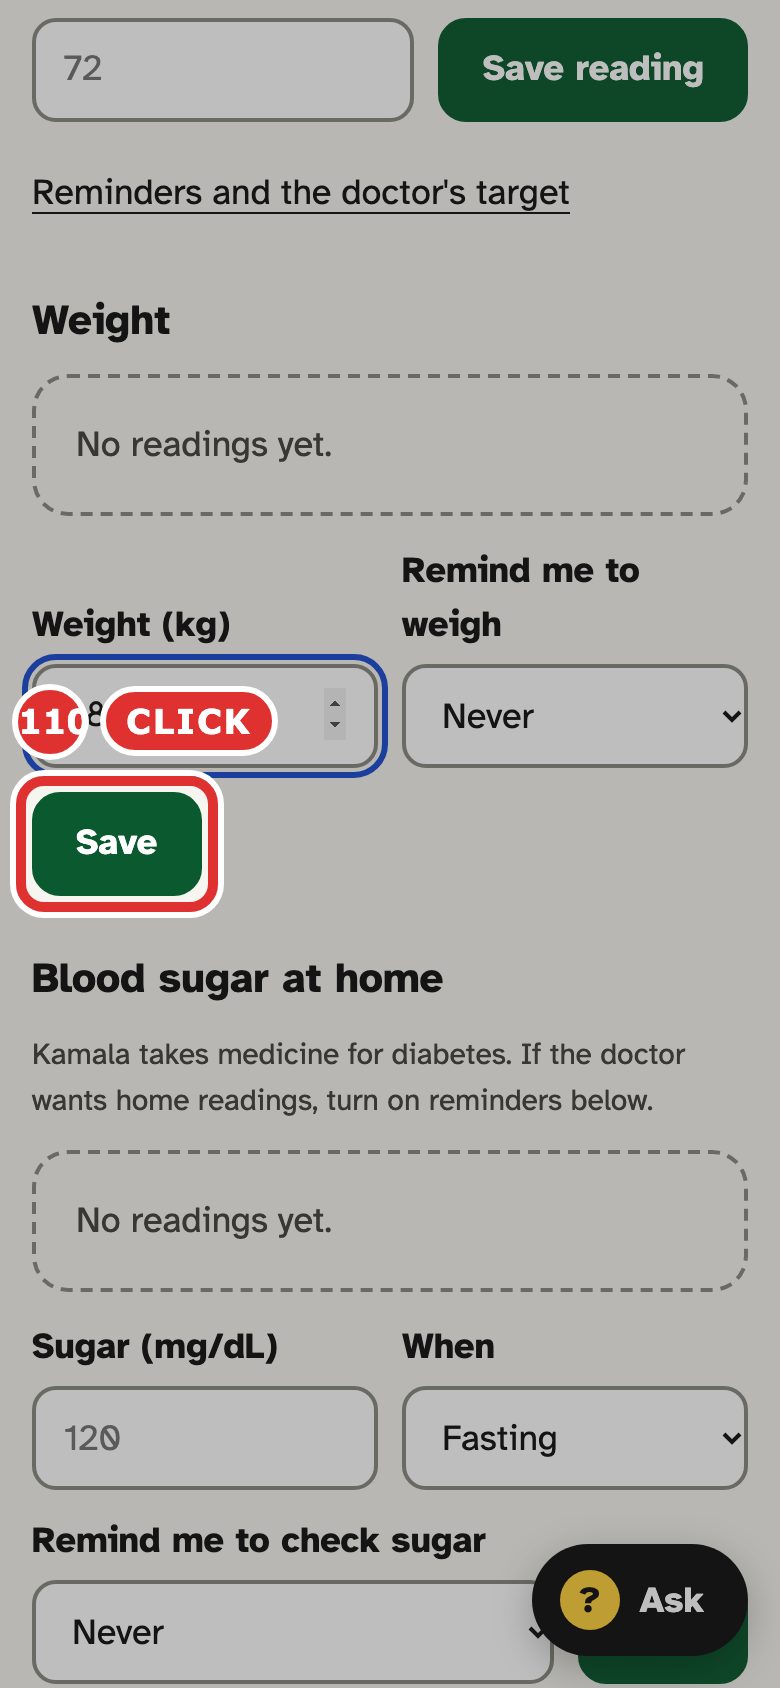 72
Save reading
Reminders and the doctor's target
Weight
No readings yet.
Remind me to
weigh
Weight (kg)
110
8
CLICK
Never
Save
Blood sugar at home
Kamala takes medicine for diabetes. If the doctor
wants home readings, turn on reminders below.
No readings yet.
Sugar (mg/dL)
When
120
Fasting
Remind me to check sugar
Never
? Ask